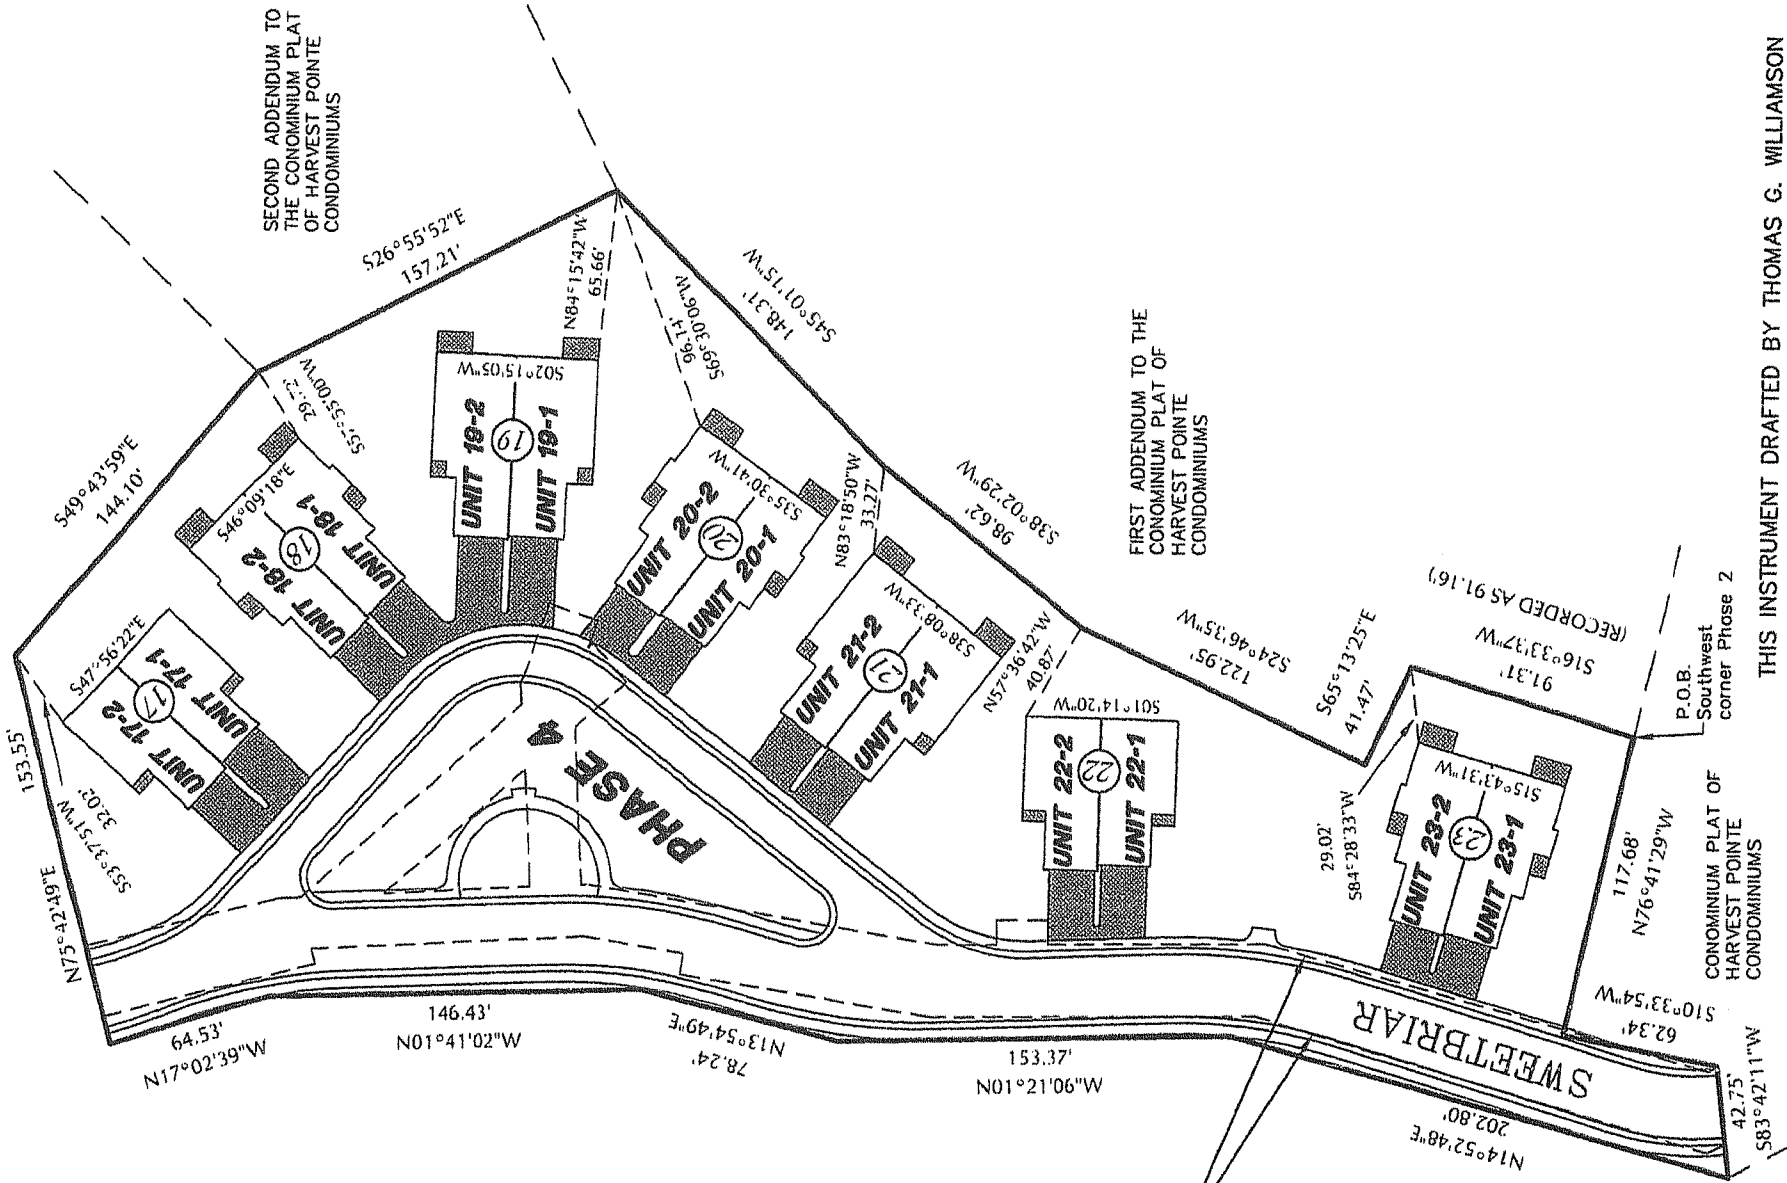 SECOND ADDENDUM TO
THE CONOMINIUM PLAT
OF HARVEST POINTE
CONDOMINIUMS
S49°43'59"E
144.10'
S26°55'52"E
157.21'
N84°15'42"W
65.66'
S69°30'06"W
96.74'
S45°01'15"W
148.31'
S57°55'00"W
29.72'
153.55'
N75°42'49"E
S53°37'51"W
32.02'
S47°56'22"E
17
UNIT 17-2
UNIT 17-1
S46°09'18"E
18
UNIT 18-2
UNIT 18-1
S02°15'05"W
19
UNIT 19-2
UNIT 19-1
S35°30'41"W
20
UNIT 20-2
UNIT 20-1
N83°18'50"W
33.27'
S38°08'33"W
21
UNIT 21-2
UNIT 21-1
98.62'
S38°02'29"W
N57°36'42"W
40.87'
S01°14'20"W
22
UNIT 22-2
UNIT 22-1
122.95'
S24°46'35"W
S65°13'25"E
41.47'
29.02'
S84°28'33"W
S15°43'31"W
23
UNIT 23-2
UNIT 23-1
91.31'
S16°33'37"W
(RECORDED AS 91.16')
FIRST ADDENDUM TO THE
CONOMINIUM PLAT OF
HARVEST POINTE
CONDOMINIUMS
PHASE 4
64.53'
N17°02'39"W
146.43'
N01°41'02"W
78.24'
N13°54'49"E
153.37'
N01°21'06"W
SWEETBRIAR
202.80'
N14°52'48"E
62.34'
S10°33'54"W
42.75'
S83°42'11"W
117.68'
N76°41'29"W
CONOMINIUM PLAT OF
HARVEST POINTE
CONDOMINIUMS
P.O.B.
Southwest
corner Phase 2
THIS INSTRUMENT DRAFTED BY THOMAS G. WILLIAMSON